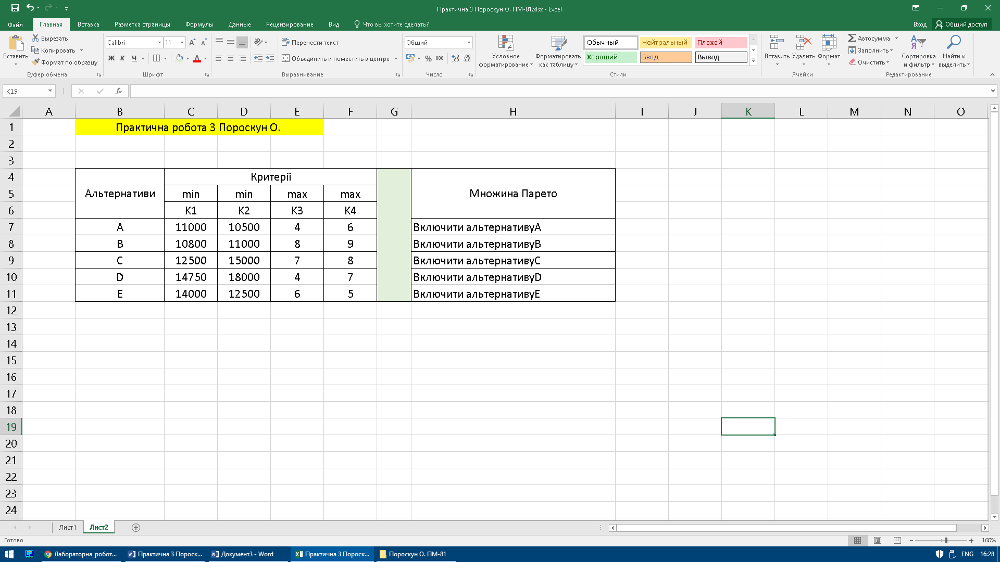 Практична 3 Пороскун О. ПМ-81.xlsx - Excel
Файл Главная Вставка Разметка страницы Формулы Данные Рецензирование Вид Что вы хотите сделать? Вход Общий доступ
Вставить Вырезать Копировать Формат по образцу
Буфер обмена
Calibri 11
Ж К Ч
Шрифт
Перенести текст
Объединить и поместить в центре
Выравнивание
Общий
% 000
Число
Условное форматирование
Форматировать как таблицу
Обычный Нейтральный Плохой
Хороший Ввод Вывод
Стили
Вставить Удалить Формат
Ячейки
Автосумма
Заполнить
Очистить
Сортировка и фильтр
Найти и выделить
Редактирование
K19 fx
A B C D E F G H I J K L M N O
1 Практична робота 3 Пороскун О.
2
3
4 Альтернативи Критерії Множина Парето
5 min min max max
6 K1 K2 K3 K4
7 A 11000 10500 4 6 Включити альтернативуA
8 B 10800 11000 8 9 Включити альтернативуB
9 C 12500 15000 7 8 Включити альтернативуC
10 D 14750 18000 4 7 Включити альтернативуD
11 E 14000 12500 6 5 Включити альтернативуE
12
13
14
15
16
17
18
19
20
21
22
23
24
Лист1 Лист2
Готово 160%
Лабораторна_робот... Практична 3 Пороск... Документ3 - Word Практична 3 Пороск... Пороскун О. ПМ-81 ENG 16:28